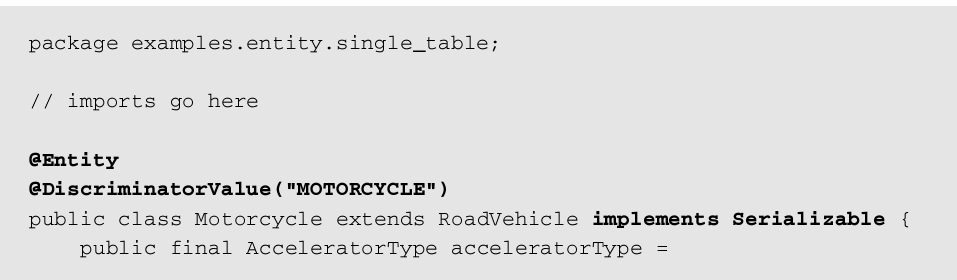 package examples.entity.single_table;
// imports go here
@Entity
@DiscriminatorValue("MOTORCYCLE")
public class Motorcycle extends RoadVehicle implements Serializable {
public final AcceleratorType acceleratorType =